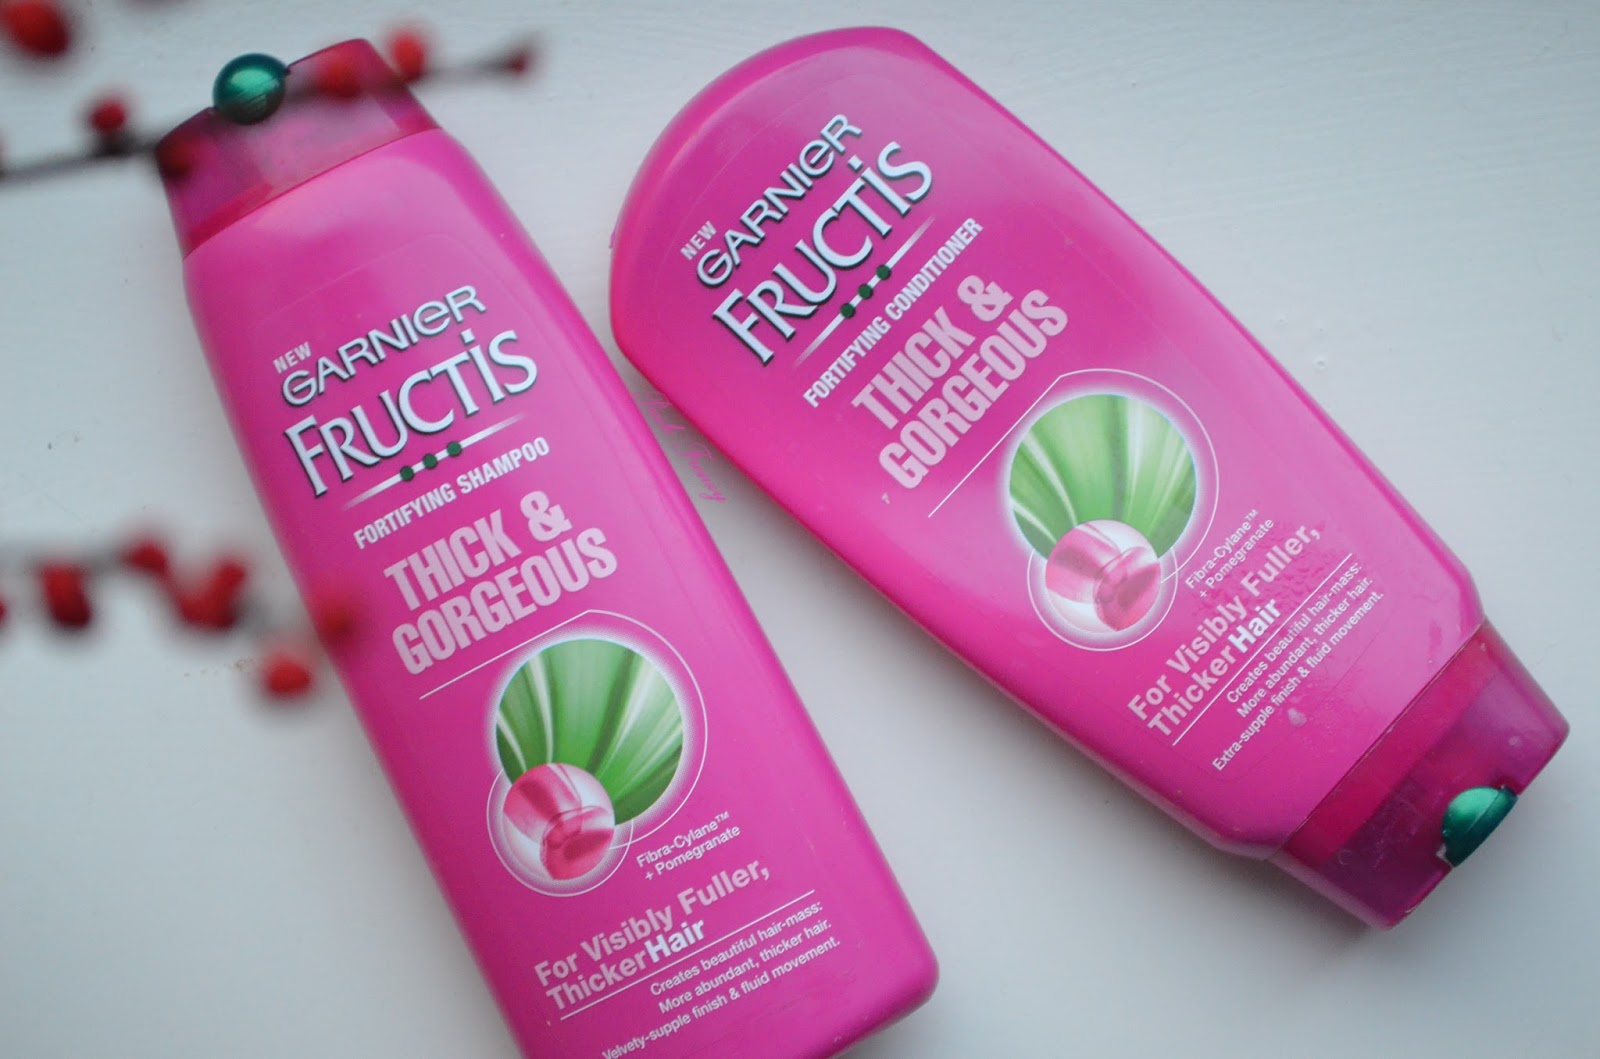 NEW
GARNIER
FRUCTIS
FORTIFYING SHAMPOO
THICK &
GORGEOUS
Fibra-Cylane™
+ Pomegranate
For Visibly Fuller,
ThickerHair
Creates beautiful hair-mass:
More abundant, thicker hair.
Velvety-supple finish & fluid movement.
NEW
GARNIER
FRUCTIS
FORTIFYING CONDITIONER
THICK &
GORGEOUS
Fibra-Cylane™
+ Pomegranate
For Visibly Fuller,
ThickerHair
Creates beautiful hair-mass:
More abundant, thicker hair.
Extra-supple finish & fluid movement.